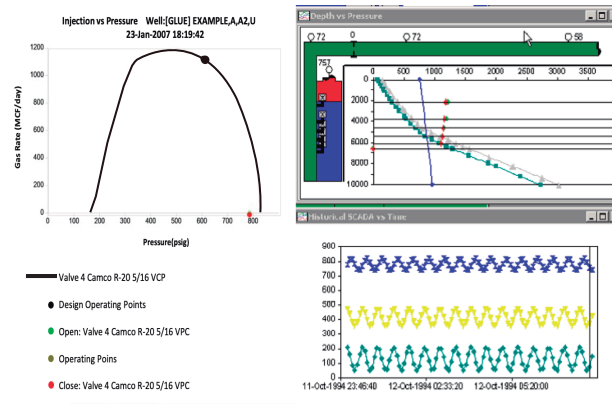 Injection vs Pressure Well:[GLUE] EXAMPLE,A,A2,U
23-Jan-2007 18:19:42
Gas Rate (MCF/day)
1200
1000
800
600
400
200
0
0 100 200 300 400 500 600 700 800
Pressure(psig)
Valve 4 Camco R-20 5/16 VCP
Design Operating Points
Open: Valve 4 Camco R-20 5/16 VPC
Operating Poins
Close: Valve 4 Camco R-20 5/16 VPC
Depth vs Pressure
72 0 72 58
757
0 500 1000 1500 2000 2500 3000 3500
2000
4000
6000
8000
10000
Historical SCADA vs Time
900
800
700
600
500
400
300
200
100
0
11-Oct-1994 23:46:40 12-Oct-1994 02:33:20 12-Oct-1994 05:20:00